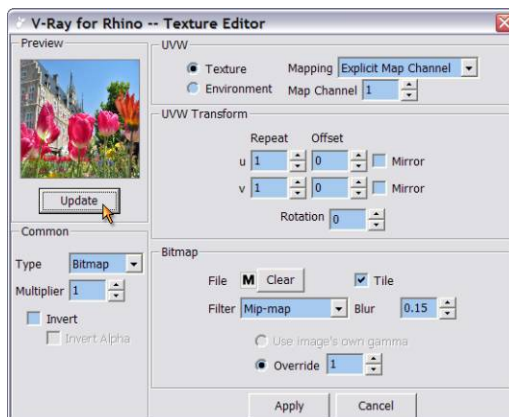 V-Ray for Rhino -- Texture Editor
Preview
Update
Common
Type Bitmap
Multiplier 1
Invert
Invert Alpha
UVW
Texture Mapping Explicit Map Channel
Environment Map Channel 1
UVW Transform
Repeat Offset
u 1 0 Mirror
v 1 0 Mirror
Rotation 0
Bitmap
File M Clear Tile
Filter Mip-map Blur 0.15
Use image's own gamma
Override 1
Apply Cancel